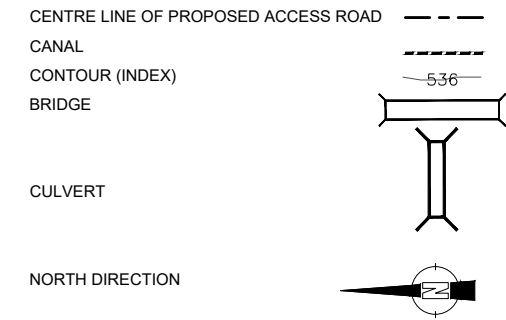 CENTRE LINE OF PROPOSED ACCESS ROAD
CANAL
CONTOUR (INDEX) 536
BRIDGE
CULVERT
NORTH DIRECTION N